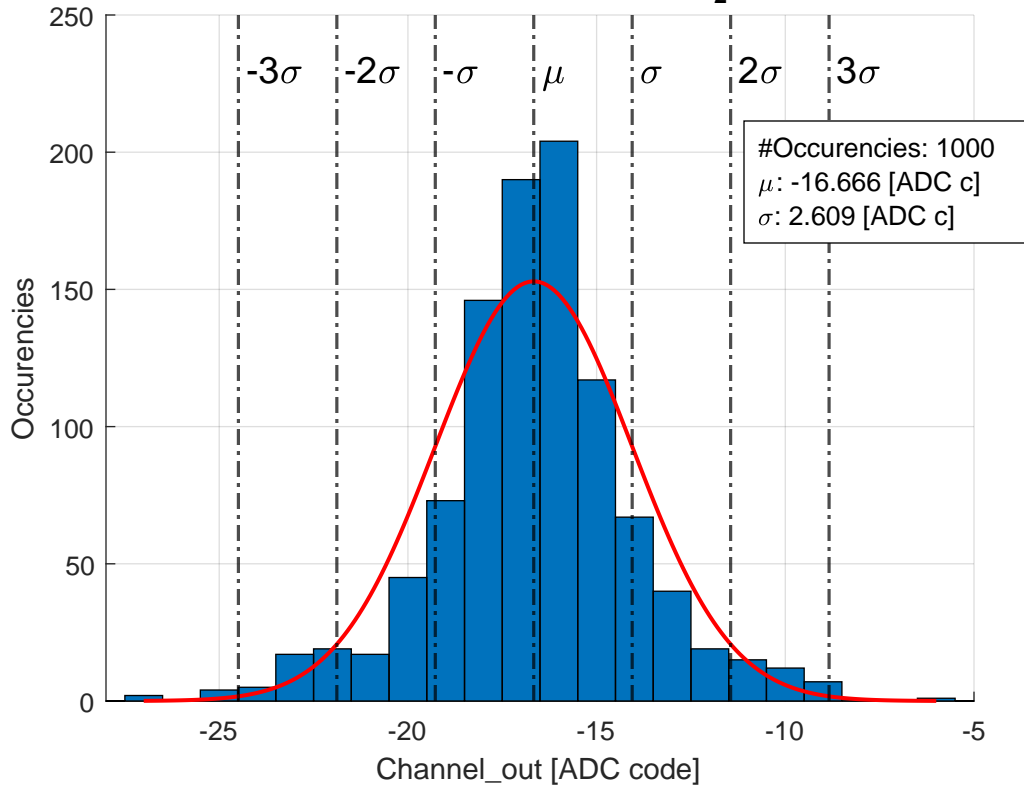 250
200
150
100
50
0
-3σ
-2σ
-σ
μ
σ
2σ
3σ
#Occurencies: 1000
μ: -16.666 [ADC c]
σ: 2.609 [ADC c]
Occurencies
-25
-20
-15
-10
-5
Channel_out [ADC code]